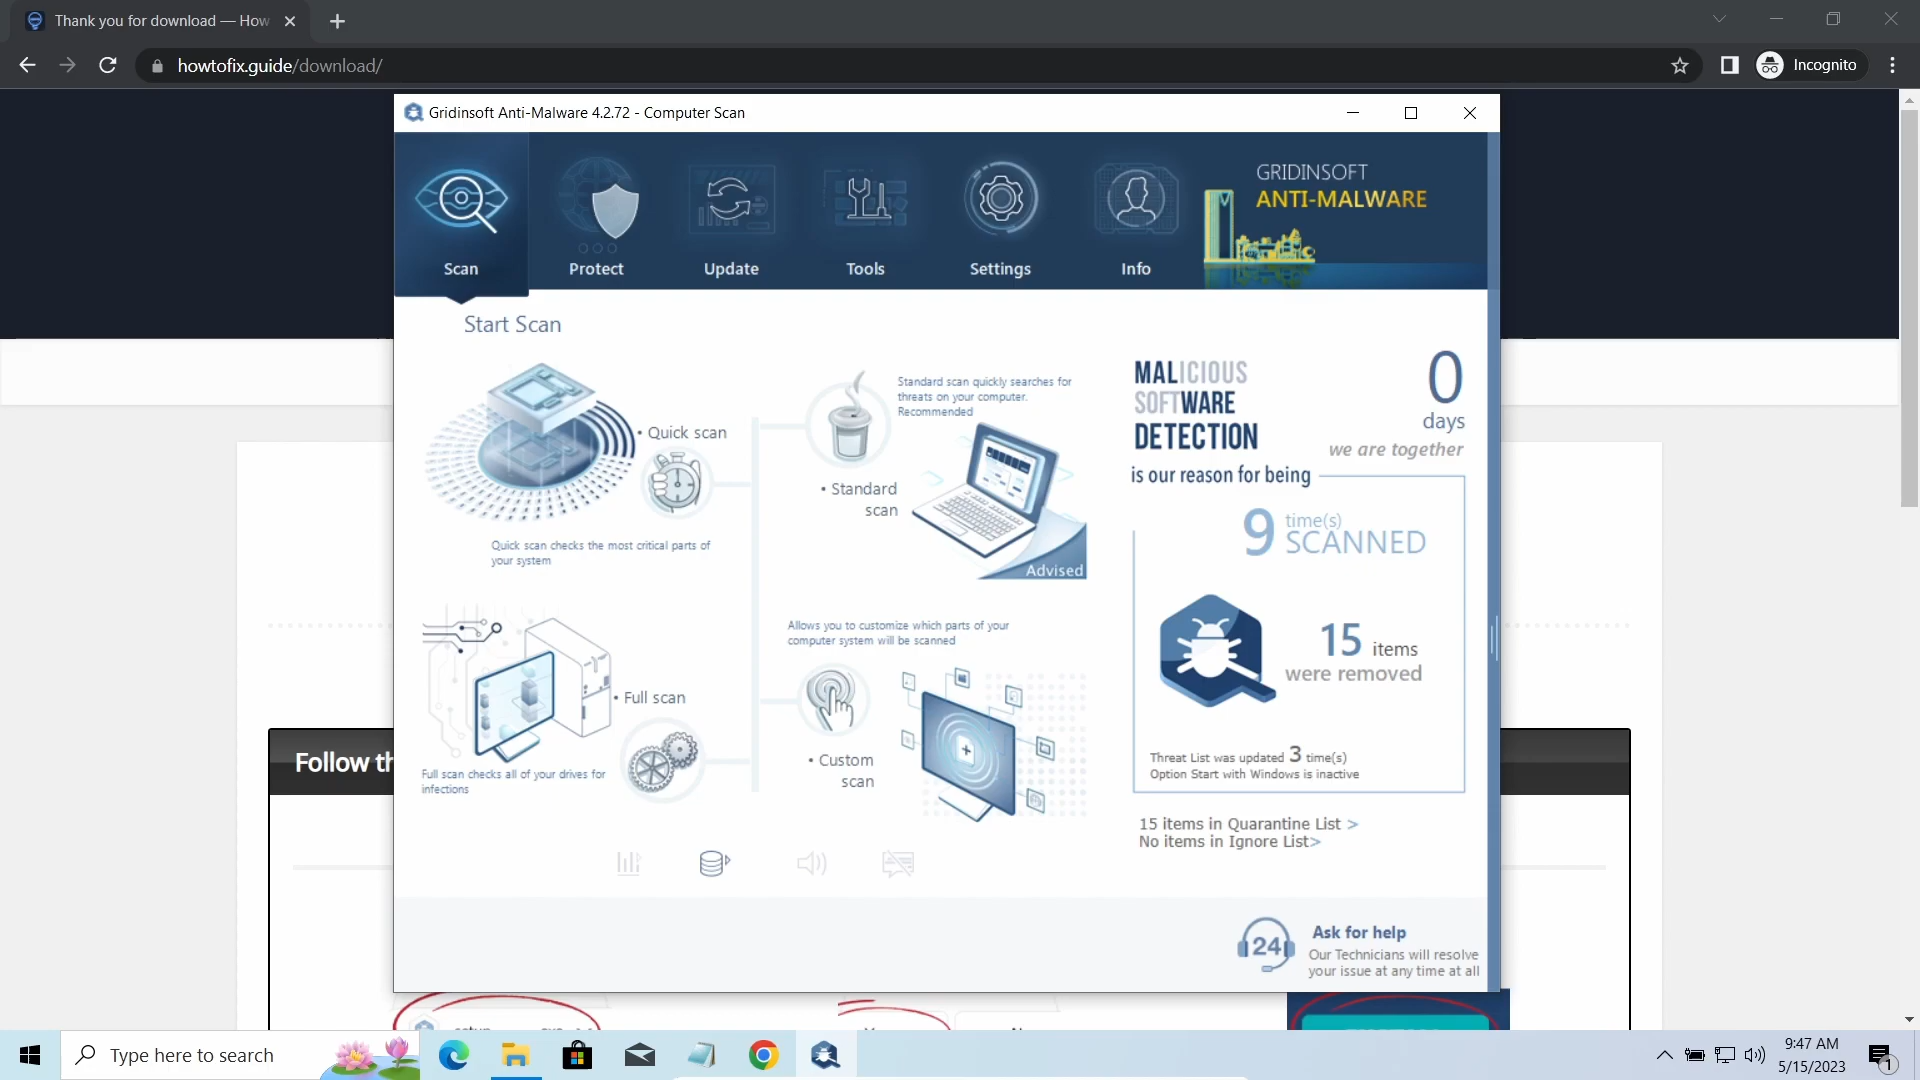 Thank you for download — How
howtofix.guide/download/
Incognito
Gridinsoft Anti-Malware 4.2.72 - Computer Scan
Scan
Protect
Update
Tools
Settings
Info
GRIDINSOFT
ANTI-MALWARE
Start Scan
• Quick scan
Quick scan checks the most critical parts of
your system
Standard scan quickly searches for
threats on your computer.
Recommended
• Standard
scan
Advised
• Full scan
Full scan checks all of your drives for
infections
Allows you to customize which parts of your
computer system will be scanned
• Custom
scan
MALICIOUS
SOFTWARE
DETECTION
is our reason for being
0
days
we are together
9 time(s)
SCANNED
15 items
were removed
Threat List was updated 3 time(s)
Option Start with Windows is inactive
15 items in Quarantine List >
No items in Ignore List>
24
Ask for help
Our Technicians will resolve
your issue at any time at all
Follow th
Type here to search
9:47 AM
5/15/2023
1